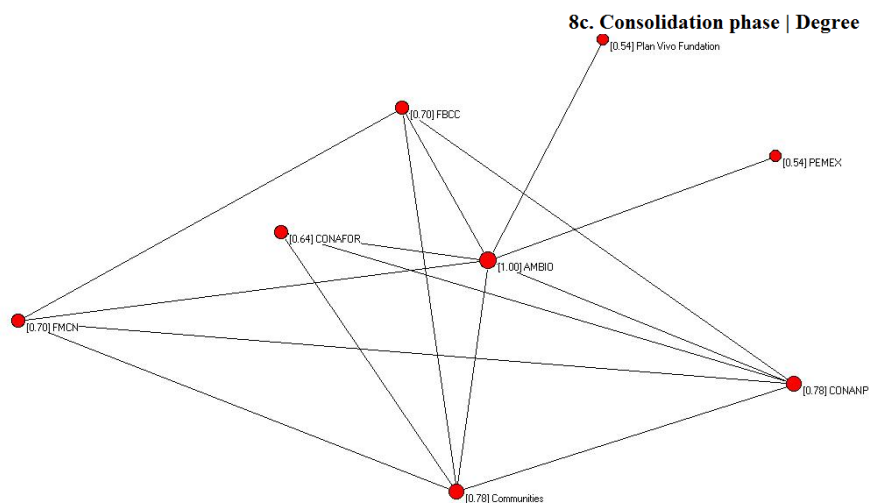 8c. Consolidation phase | Degree
[0.54] Plan Vivo Fundation
[0.70] FBCC
[0.54] PEMEX
[0.64] CONAFOR
[1.00] AMBIO
[0.70] FMCN
[0.78] CONANP
[0.78] Communities